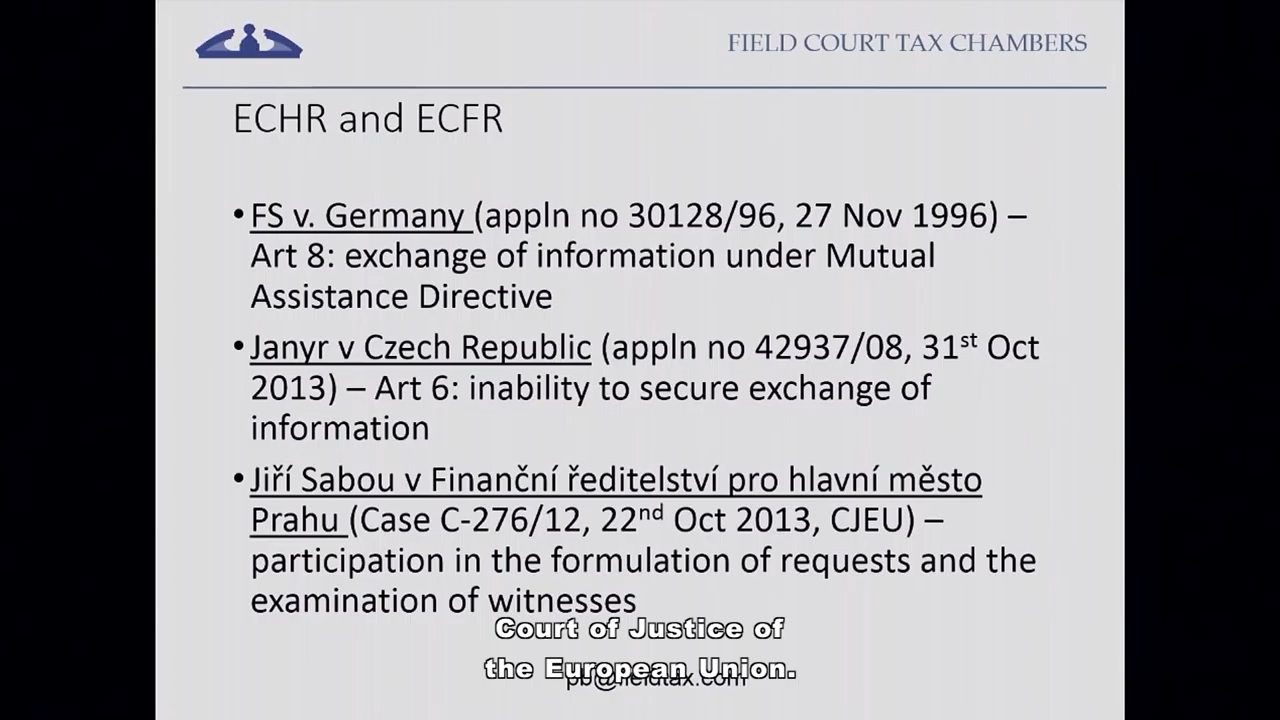 FIELD COURT TAX CHAMBERS
ECHR and ECFR
• FS v. Germany (appln no 30128/96, 27 Nov 1996) –
Art 8: exchange of information under Mutual
Assistance Directive
• Janyr v Czech Republic (appln no 42937/08, 31st Oct
2013) – Art 6: inability to secure exchange of
information
• Jiří Sabou v Finanční ředitelství pro hlavní město
Prahu (Case C-276/12, 22nd Oct 2013, CJEU) –
participation in the formulation of requests and the
examination of witnesses
Court of Justice of
the European Union.
pb@fieldtax.com